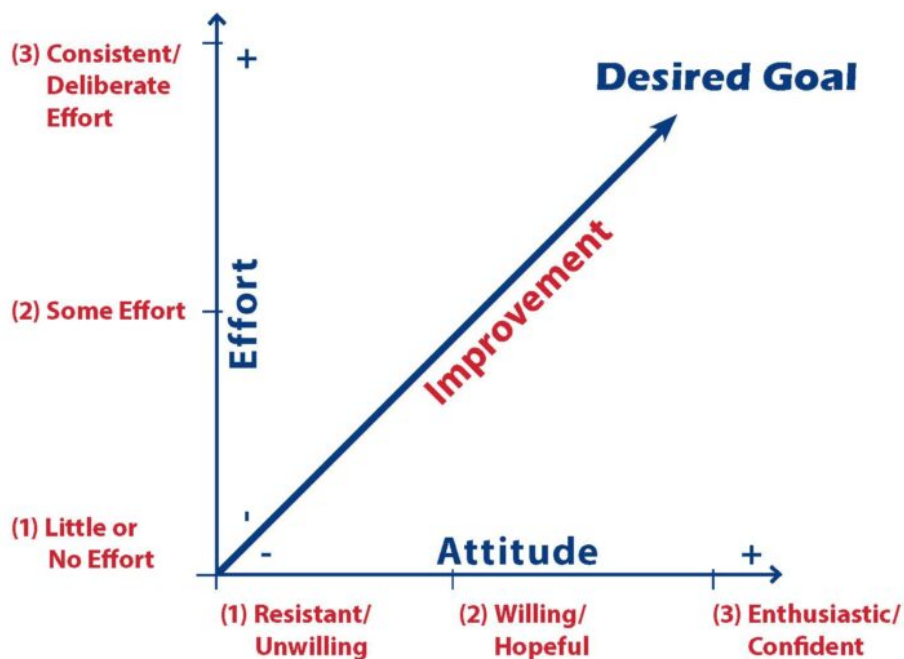 (3) Consistent/
Deliberate
Effort
+
Desired Goal
Improvement
Effort
(2) Some Effort
(1) Little or
No Effort
-
-
Attitude
+
(1) Resistant/
Unwilling
(2) Willing/
Hopeful
(3) Enthusiastic/
Confident